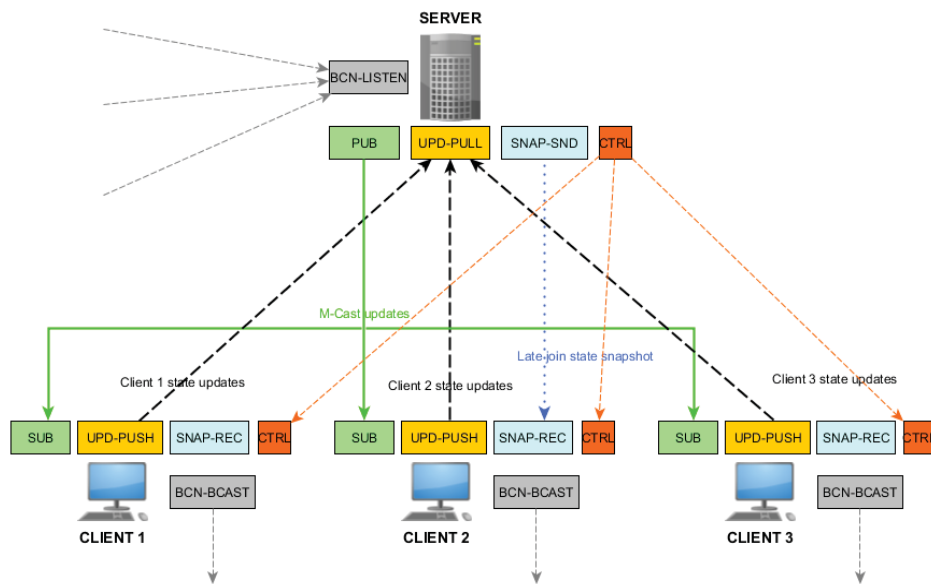 SERVER
BCN-LISTEN
PUB
UPD-PULL
SNAP-SND
CTRL
M-Cast updates
Late-join state snapshot
Client 1 state updates
Client 2 state updates
Client 3 state updates
SUB
UPD-PUSH
SNAP-REC
CTRL
SUB
UPD-PUSH
SNAP-REC
CTRL
SUB
UPD-PUSH
SNAP-REC
CTRL
BCN-BCAST
BCN-BCAST
BCN-BCAST
CLIENT 1
CLIENT 2
CLIENT 3